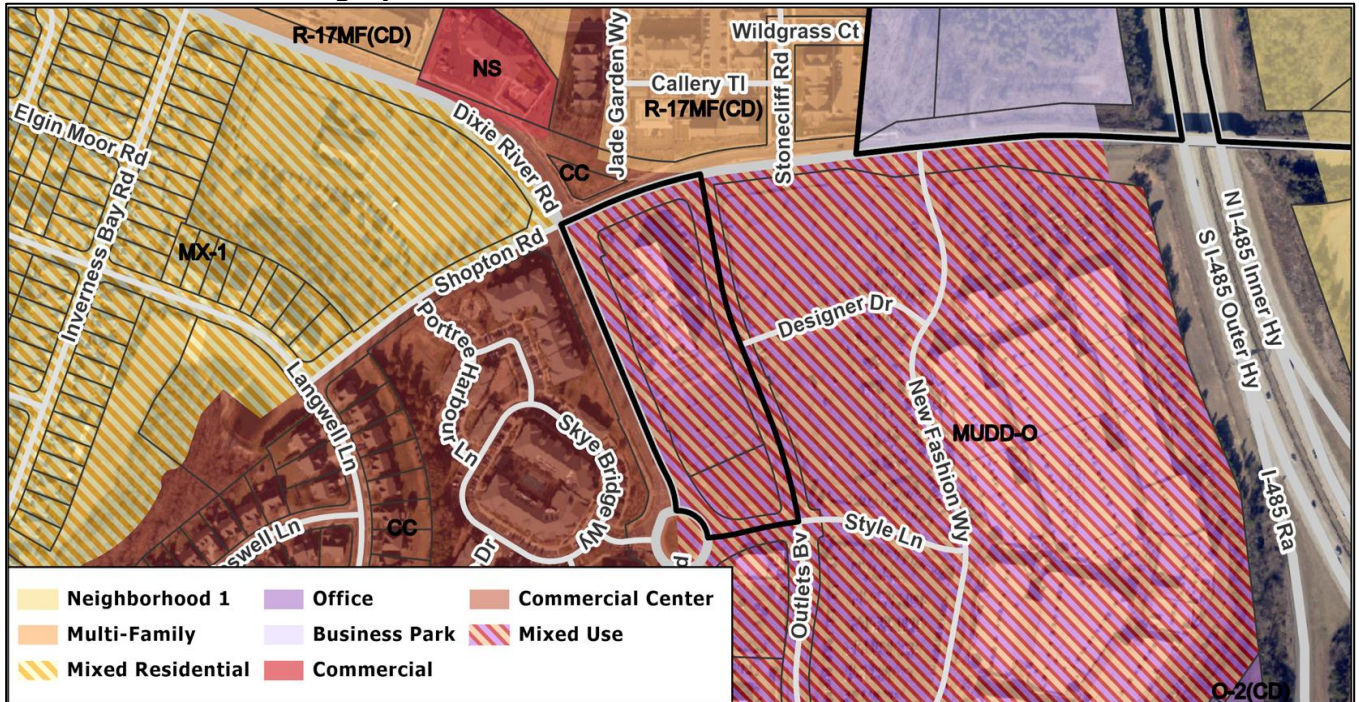 R-17MF(CD)
NS
Jade Garden Wy
Wildgrass Ct
Callery Tl
R-17MF(CD)
Stonecliff Rd
Elgin Moor Rd
Dixie River Rd
CC
Inverness Bay Rd
MX-1
Shopton Rd
N I-485 Inner Hy
S I-485 Outer Hy
Portree Harbour Ln
Designer Dr
Langwell Ln
Skye Bridge Wy
New Fashion Wy
MUDD-O
I-485 Ra
CC
swell Ln
Dr
Style Ln
Outlets Bv
O-2(CD)
Neighborhood 1
Office
Commercial Center
Multi-Family
Business Park
Mixed Use
Mixed Residential
Commercial